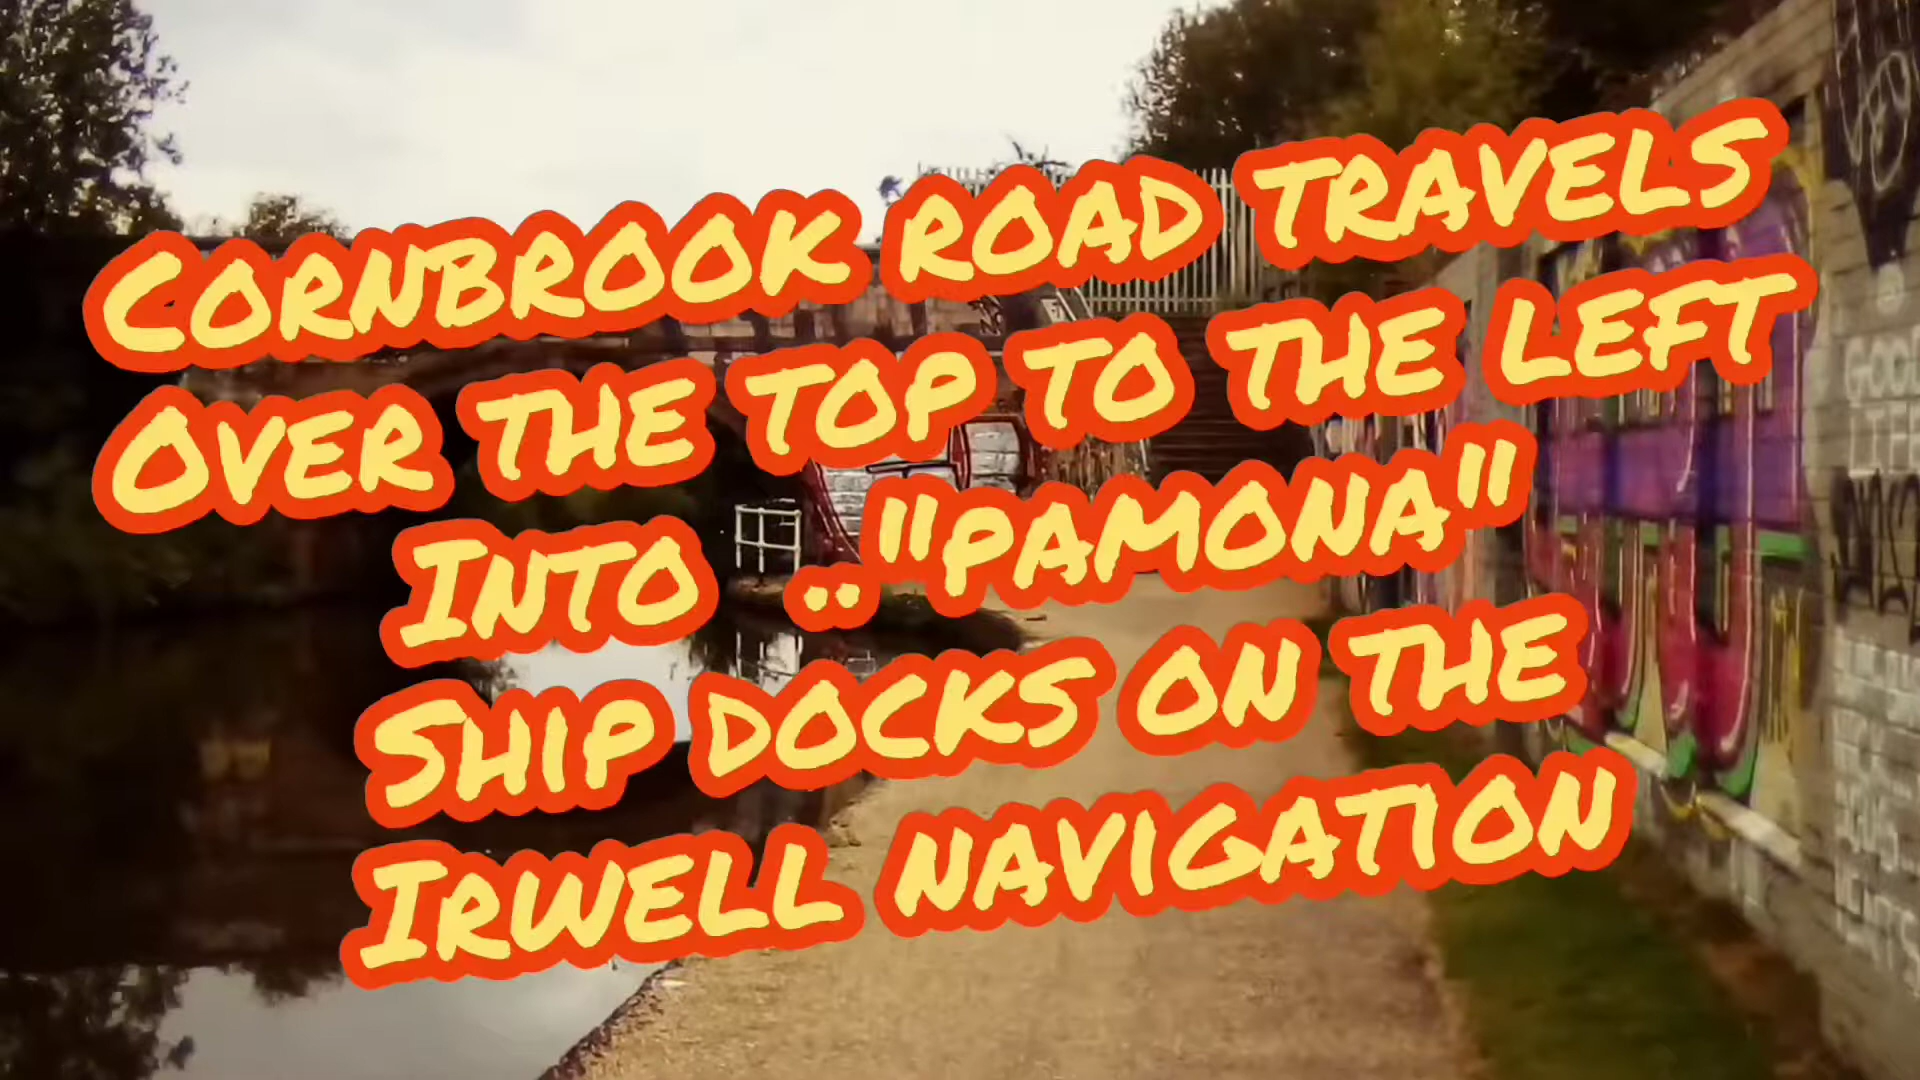 Cornbrook road travels
Over the top to the left
Into .."pamona"
Ship docks on the
Irwell navigation